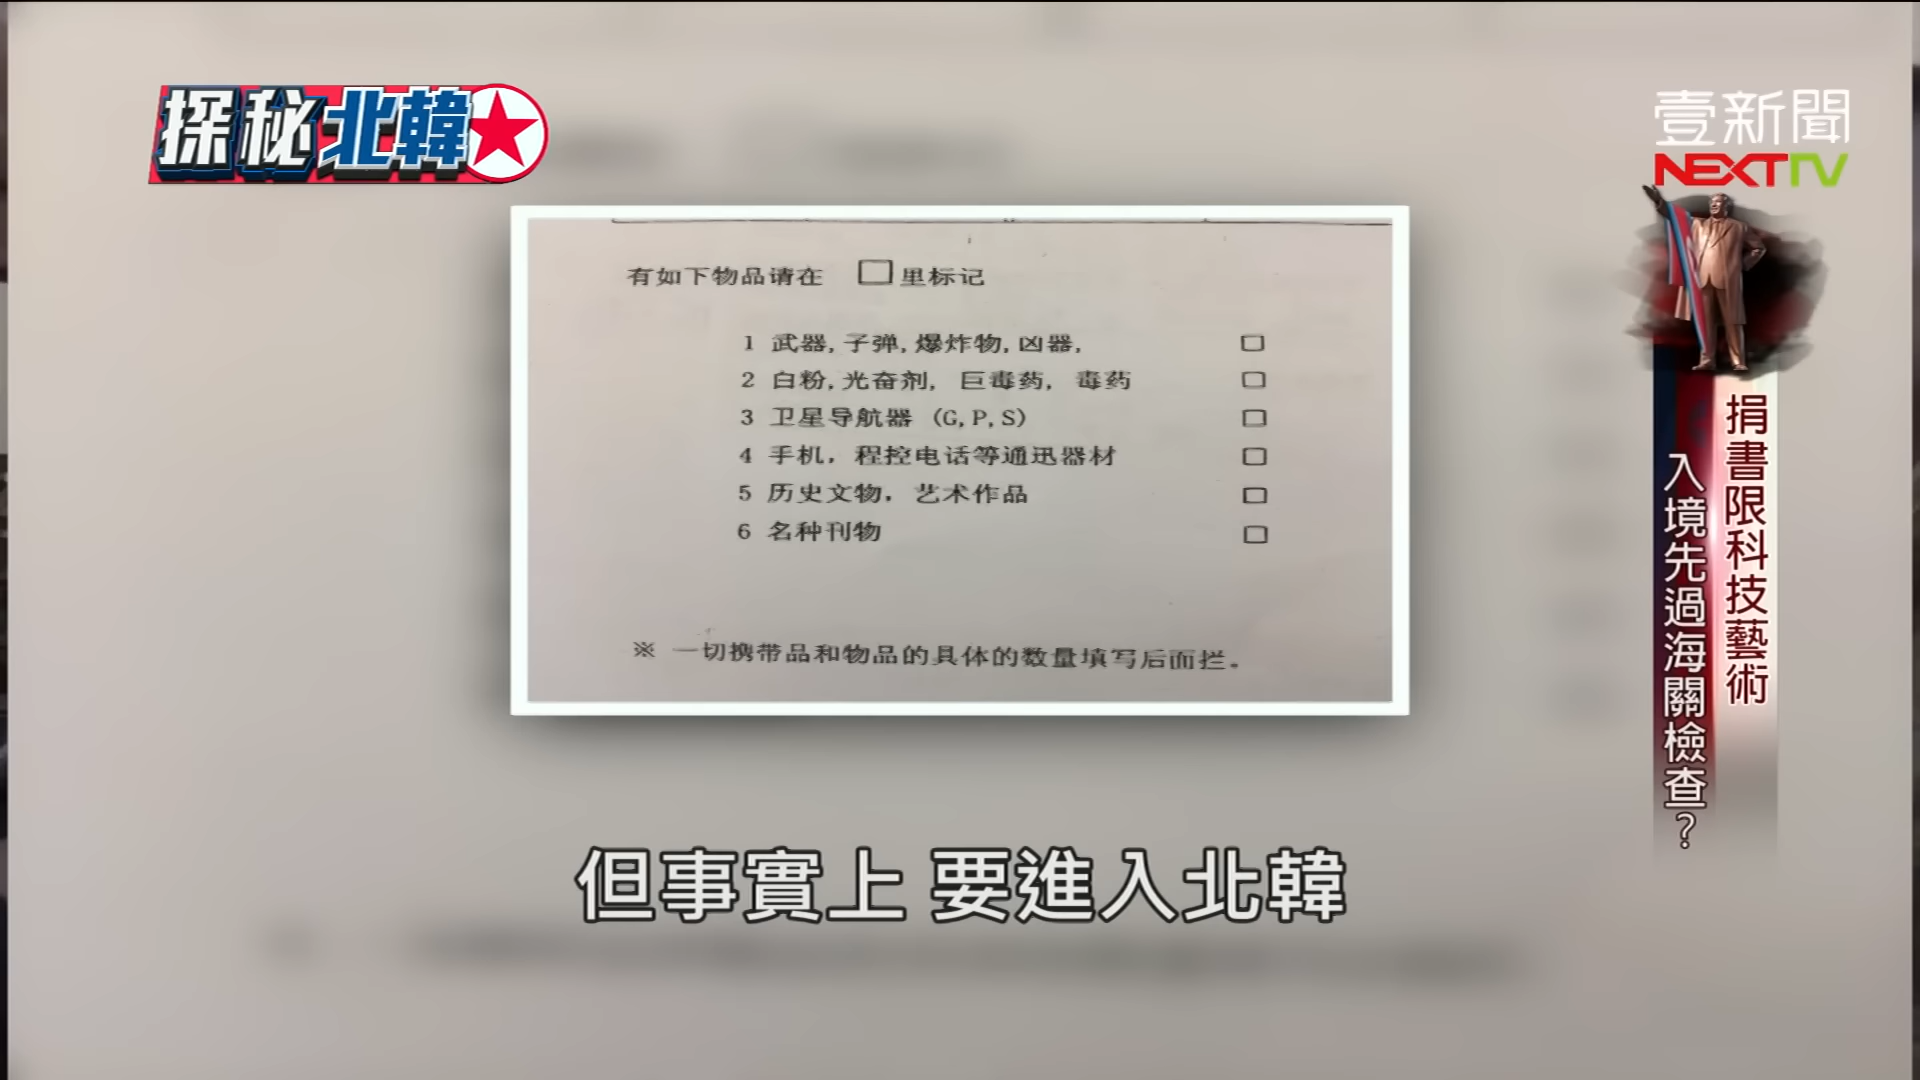 探秘北韓
壹新聞
NEXTTV
有如下物品请在 □里标记
1 武器,子弹,爆炸物,凶器, □
2 白粉,光奋剂, 巨毒药, 毒药 □
3 卫星导航器 (G,P,S) □
4 手机, 程控电话等通迅器材 □
5 历史文物, 艺术作品 □
6 名种刊物 □
※ 一切携带品和物品的具体的数量填写后面拦。
捐書限科技藝術
入境先過海關檢查?
但事實上 要進入北韓